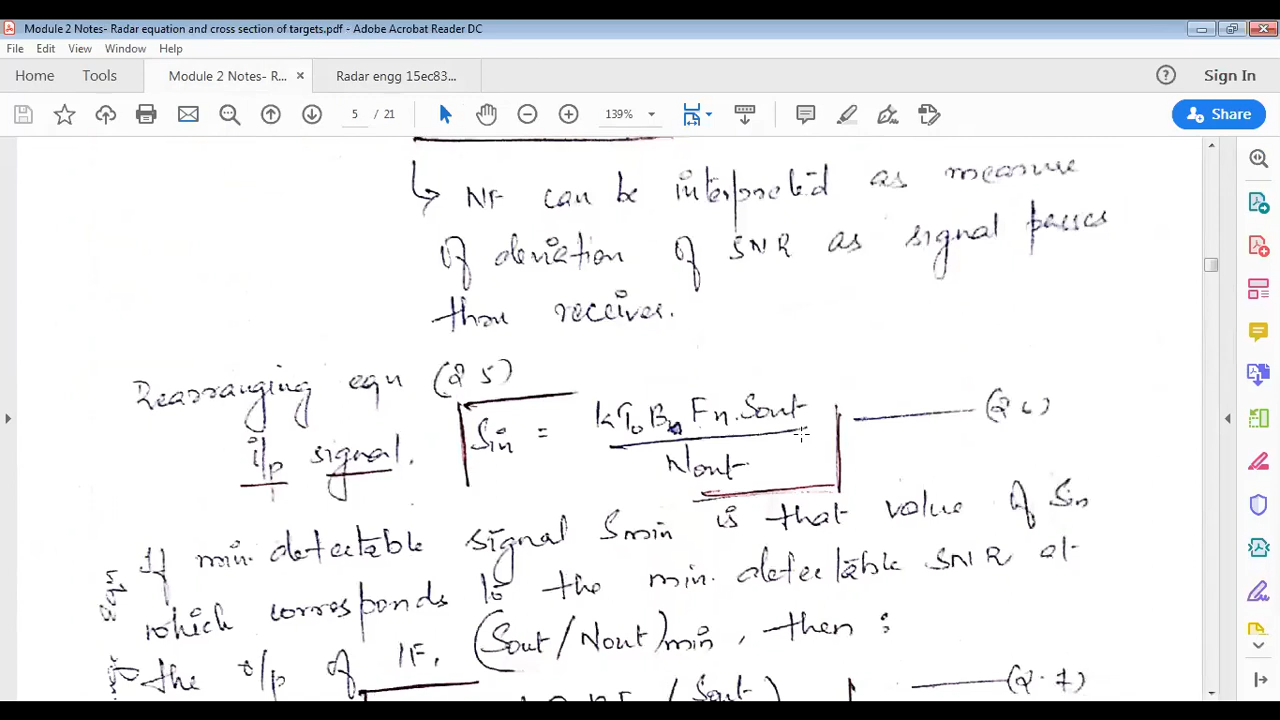 Module 2 Notes- Radar equation and cross section of targets.pdf - Adobe Acrobat Reader DC
File Edit View Window Help
Home Tools Module 2 Notes- R... × Radar engg 15ec83... Sign In
5 / 21 139% Share
NF can be interpreted as measure
of deviation of SNR as signal passes
thro receiver.
Rearranging eqn (2.5)
i/p signal. Sin = kT₀BₙFn.Sout / Nout (2.6)
If min. detectable signal Smin is that value of Sin
which corresponds to the min. detectable SNR at
the o/p of IF, (Sout/Nout)min, then :
(Sout) (2.7)